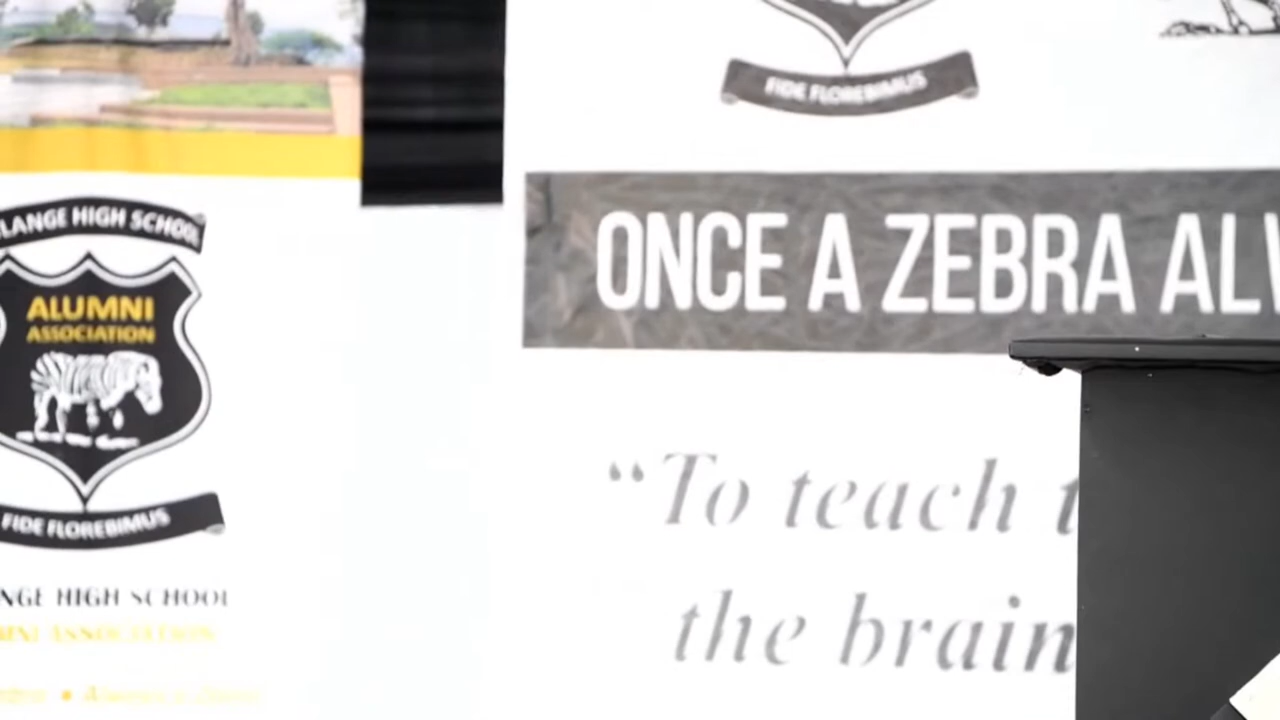 LANGE HIGH SCHOOL
ALUMNI
ASSOCIATION
FIDE FLOREBIMUS
NGE HIGH SCHOOL
ASSOCIATION
FIDE FLOREBIMUS
ONCE A ZEBRA ALW
“To teach t
the brain